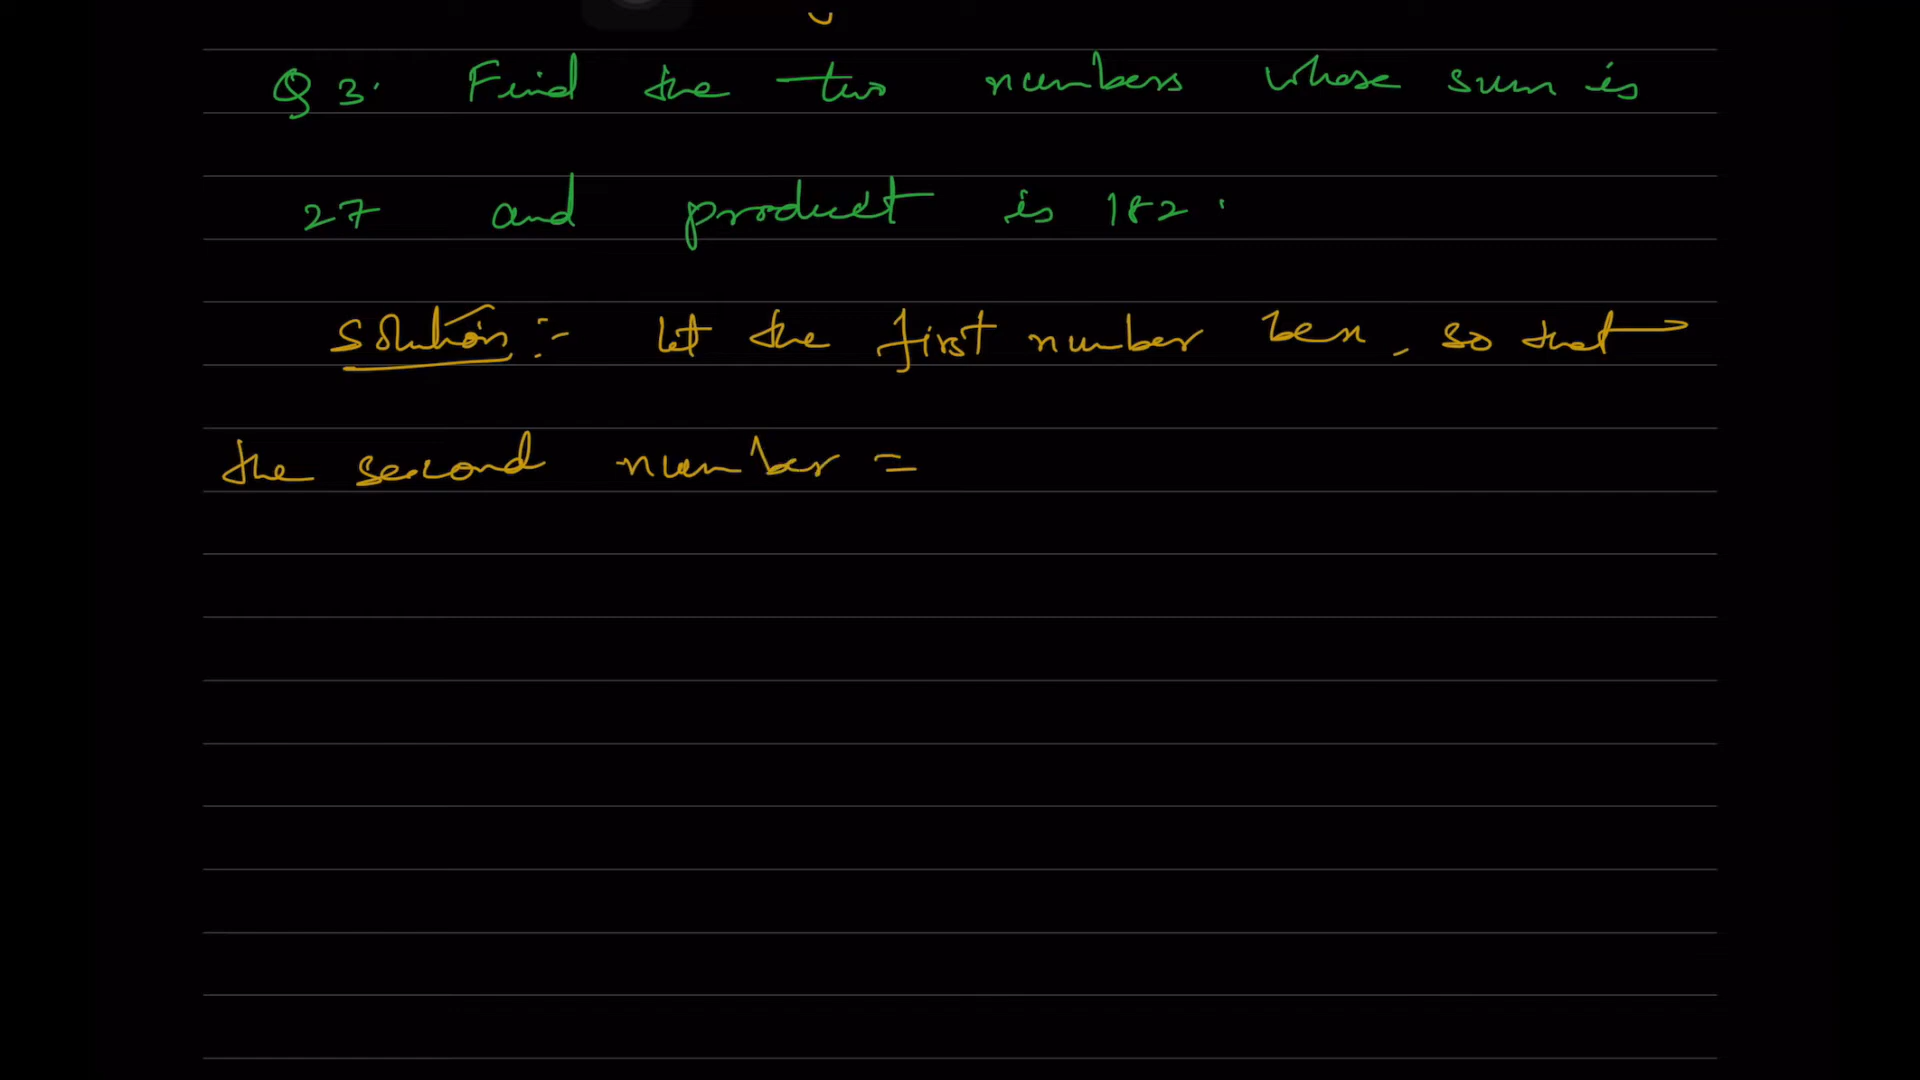 Q 3. Find the two numbers whose sum is
27 and product is 182.
Solution:- let the first number be x, so that
the second number =